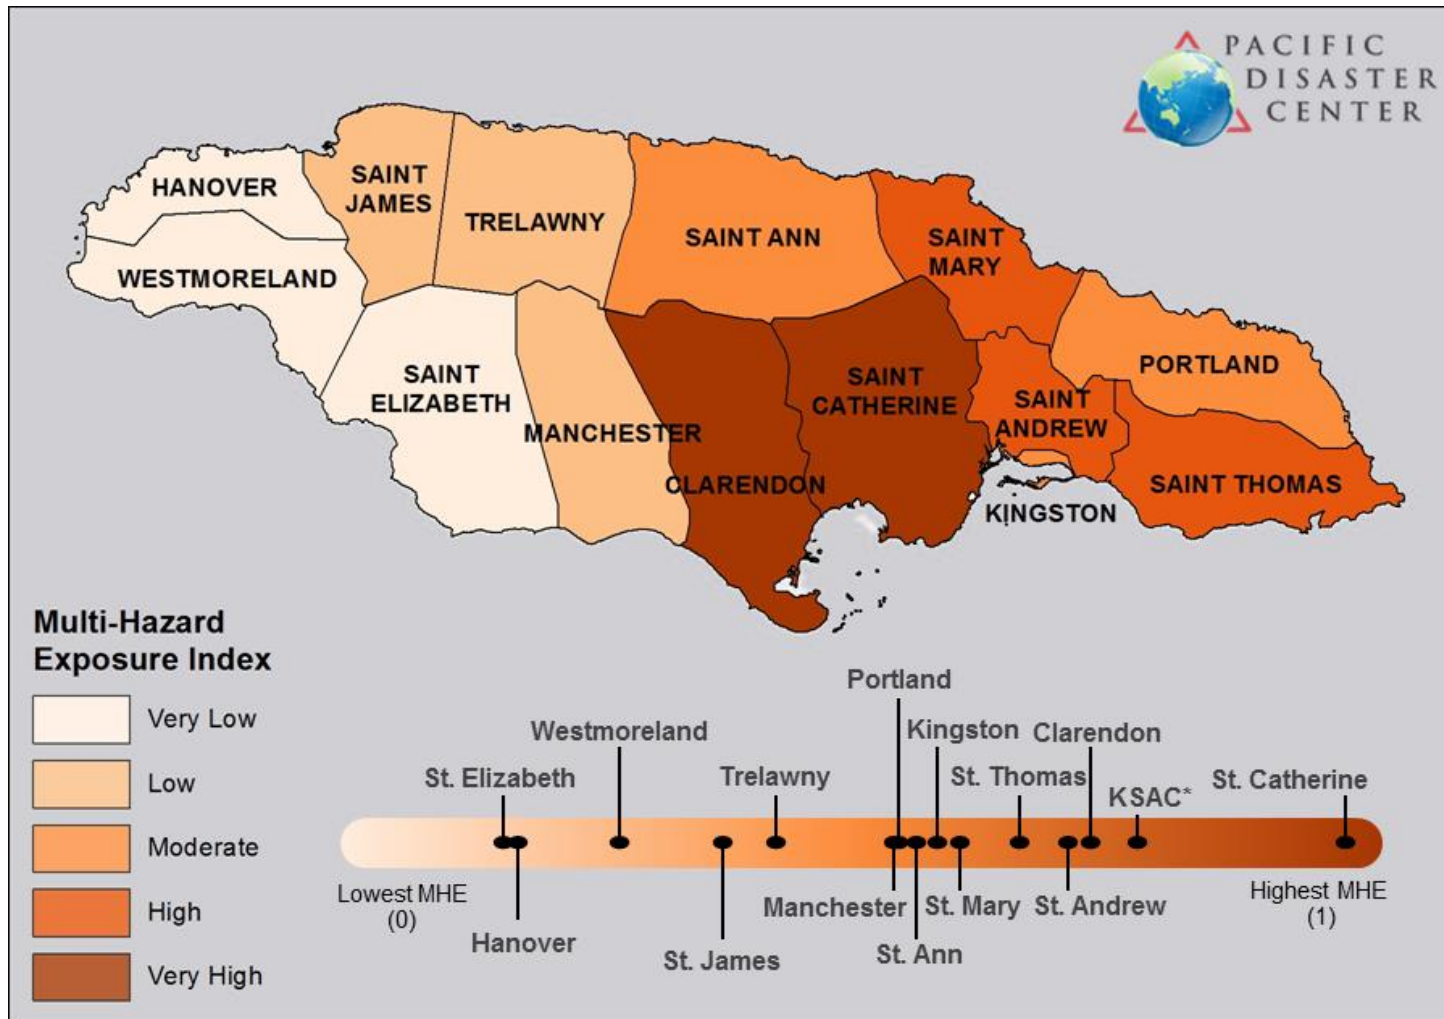 PACIFIC
DISASTER
CENTER
HANOVER
SAINT
JAMES
TRELAWNY
SAINT ANN
SAINT
MARY
WESTMORELAND
SAINT
ELIZABETH
MANCHESTER
CLARENDON
SAINT
CATHERINE
SAINT
ANDREW
PORTLAND
SAINT THOMAS
KINGSTON
Multi-Hazard
Exposure Index
Very Low
Low
Moderate
High
Very High
Portland
Westmoreland
Kingston
Clarendon
St. Elizabeth
Trelawny
St. Thomas
KSAC*
St. Catherine
Lowest MHE
(0)
Highest MHE
(1)
Hanover
St. James
Manchester
St. Ann
St. Mary
St. Andrew